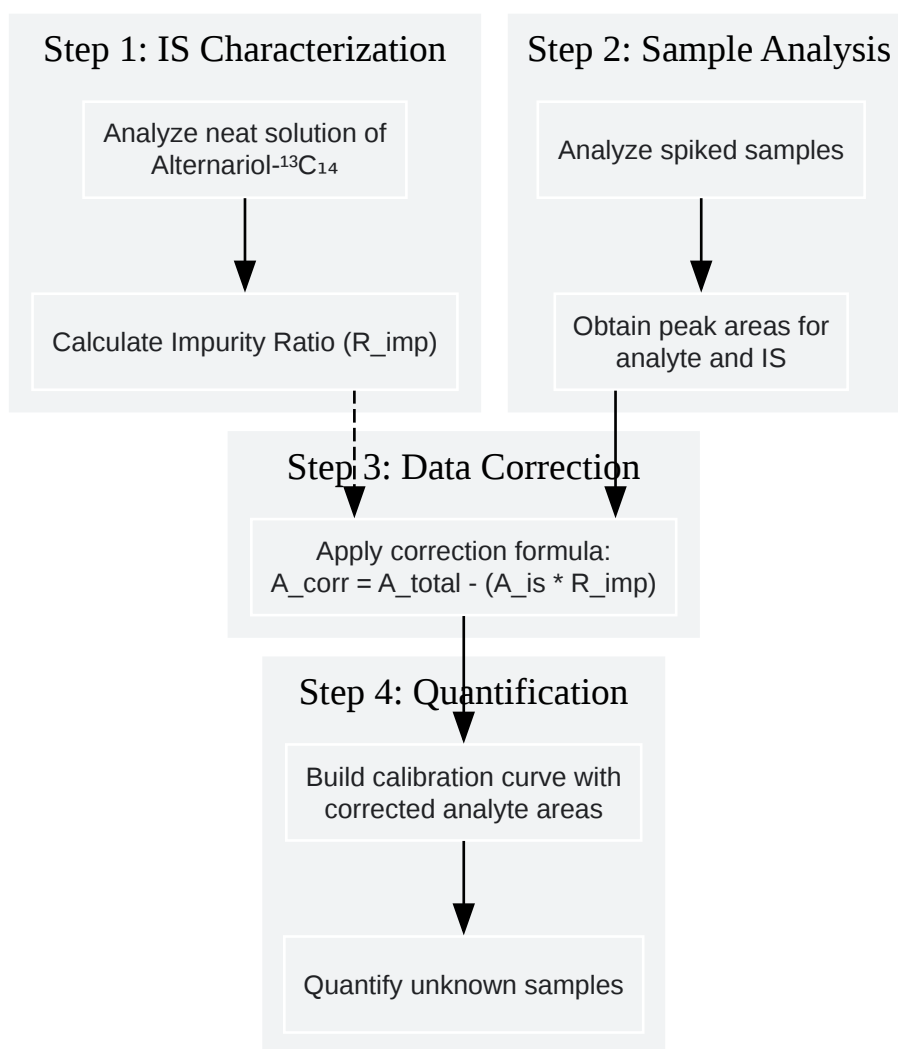 Step 1: IS Characterization
Analyze neat solution of
Alternariol-¹³C₁₄
Calculate Impurity Ratio (R_imp)
Step 2: Sample Analysis
Analyze spiked samples
Obtain peak areas for
analyte and IS
Step 3: Data Correction
Apply correction formula:
A_corr = A_total - (A_is * R_imp)
Step 4: Quantification
Build calibration curve with
corrected analyte areas
Quantify unknown samples